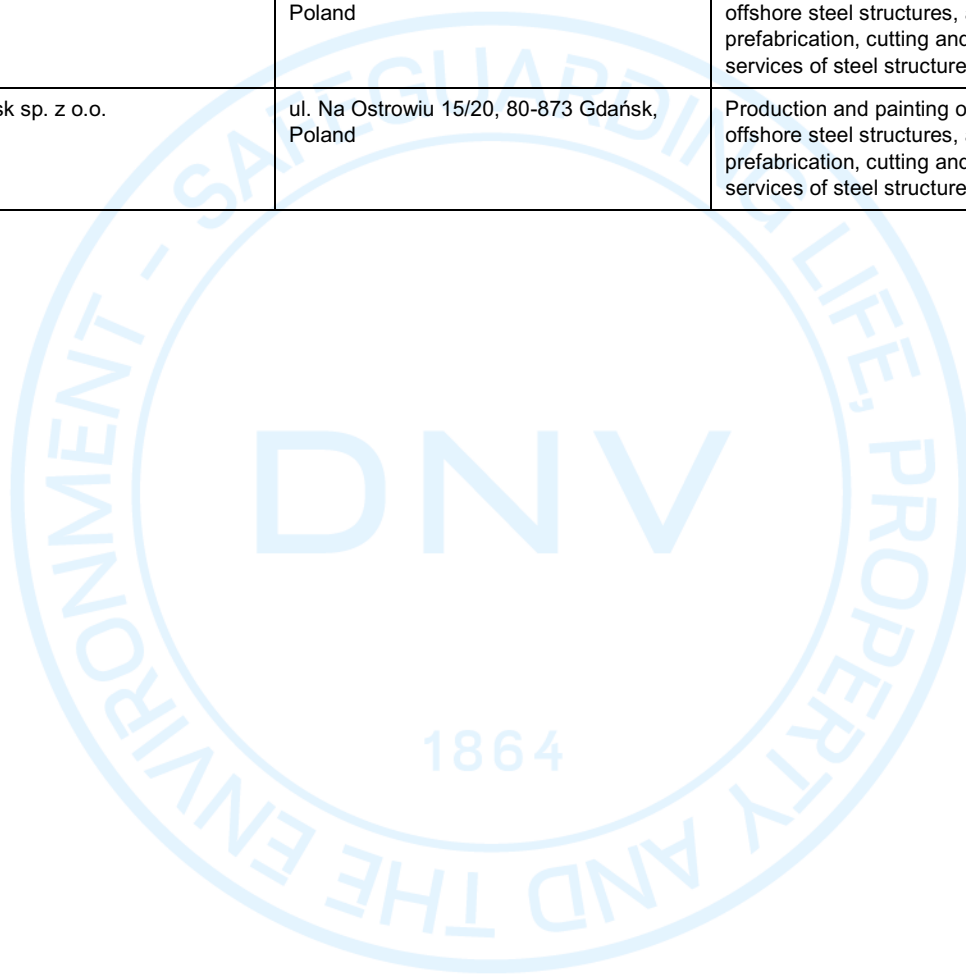 Poland
offshore steel structures,
prefabrication, cutting and
services of steel structure
sk sp. z o.o.
ul. Na Ostrowiu 15/20, 80-873 Gdańsk,
Poland
Production and painting o
offshore steel structures,
prefabrication, cutting and
services of steel structure
SAFEGUARDING LIFE, PROPERTY AND THE ENVIRONMENT -
DNV
1864